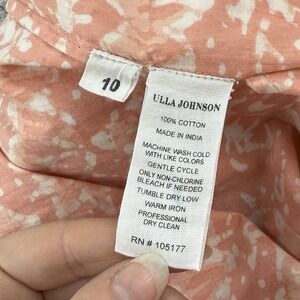 10
ULLA JOHNSON
100% COTTON
MADE IN INDIA
MACHINE WASH COLD
WITH LIKE COLORS
GENTLE CYCLE
ONLY NON-CHLORINE
BLEACH IF NEEDED
TUMBLE DRY LOW
WARM IRON
PROFESSIONAL
DRY CLEAN
RN # 105177